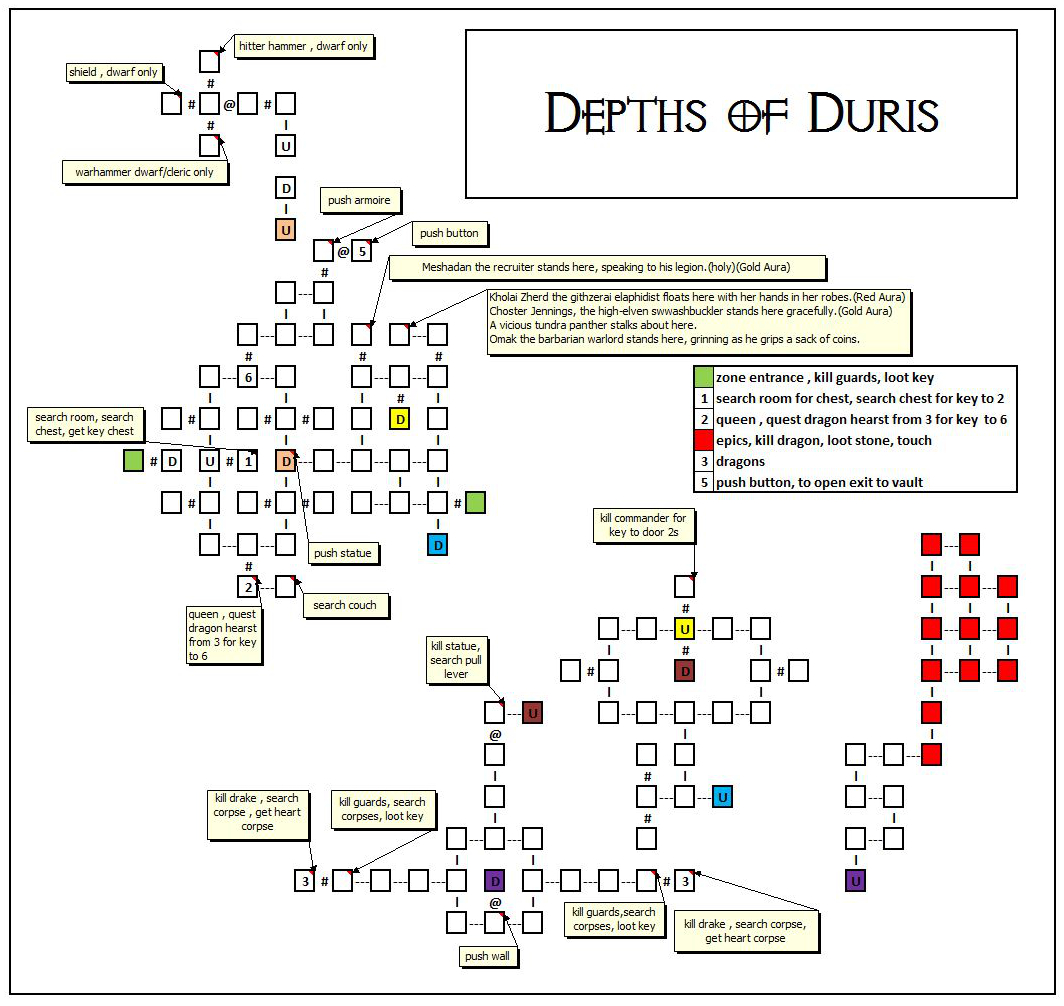 DEPTHS OF DURIS
hitter hammer , dwarf only
shield , dwarf only
#
# @ #
#
warhammer dwarf/cleric only
I
U
D
I
U
push armoire
push button
@ 5
#
Meshadan the recruiter stands here, speaking to his legion.(holy)(Gold Aura)
Kholai Zherd the githzerai elaphidist floats here with her hands in her robes.(Red Aura)
Choster Jennings, the high-elven swwashbuckler stands here gracefully.(Gold Aura)
A vicious tundra panther stalks about here.
Omak the barbarian warlord stands here, grinning as he grips a sack of coins.
---
I I
--- --- ---
# # #
--- 6 --- --- ---
I I I # I
# # # --- D
search room, search
chest, get key chest
I I I I
# D U # 1 D --- --- --- ---
I I I I
# # # --- --- #
I I I
--- --- D
push statue
#
2 ---
search couch
queen , quest
dragon hearst
from 3 for key
to 6
zone entrance , kill guards, loot key
1 search room for chest, search chest for key to 2
2 queen , quest dragon hearst from 3 for key to 6
epics, kill dragon, loot stone, touch
3 dragons
5 push button, to open exit to vault
kill commander for
key to door 2s
#
--- --- U --- ---
I # I
# D #
I I
--- --- --- ---
I
# I
--- --- U
#
kill statue,
search pull
lever
--- U
@
I
I
--- ---
I I
kill drake , search
corpse , get heart
corpse
kill guards, search
corpses, loot key
3 # --- --- --- D --- --- --- # 3
I @ I
--- ---
push wall
kill guards,search
corpses, loot key
kill drake , search corpse,
get heart corpse
---
I I
--- ---
I I I
--- ---
I I I
--- ---
I
I
--- ---
I
---
I
---
I
U